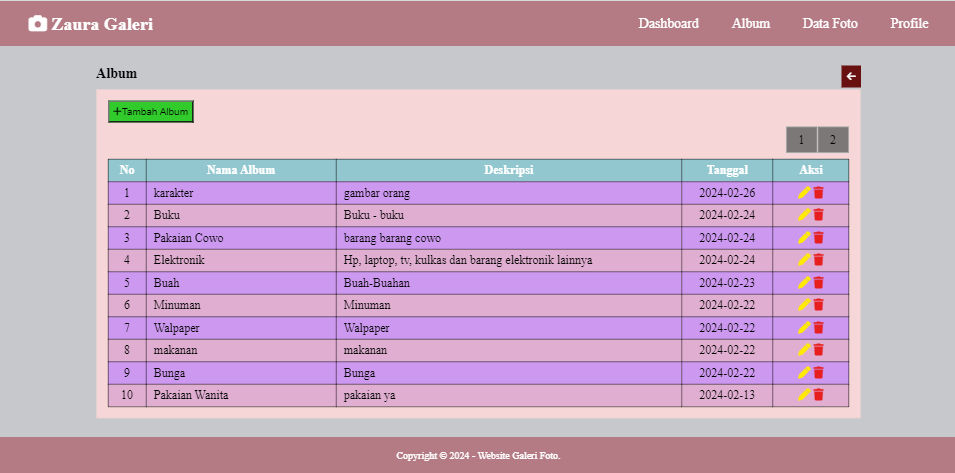 Zaura Galeri Dashboard Album Data Foto Profile
Album
+Tambah Album
1 2
No Nama Album Deskripsi Tanggal Aksi
1 karakter gambar orang 2024-02-26
2 Buku Buku - buku 2024-02-24
3 Pakaian Cowo barang barang cowo 2024-02-24
4 Elektronik Hp, laptop, tv, kulkas dan barang elektronik lainnya 2024-02-24
5 Buah Buah-Buahan 2024-02-23
6 Minuman Minuman 2024-02-22
7 Walpaper Walpaper 2024-02-22
8 makanan makanan 2024-02-22
9 Bunga Bunga 2024-02-22
10 Pakaian Wanita pakaian ya 2024-02-13
Copyright © 2024 - Website Galeri Foto.